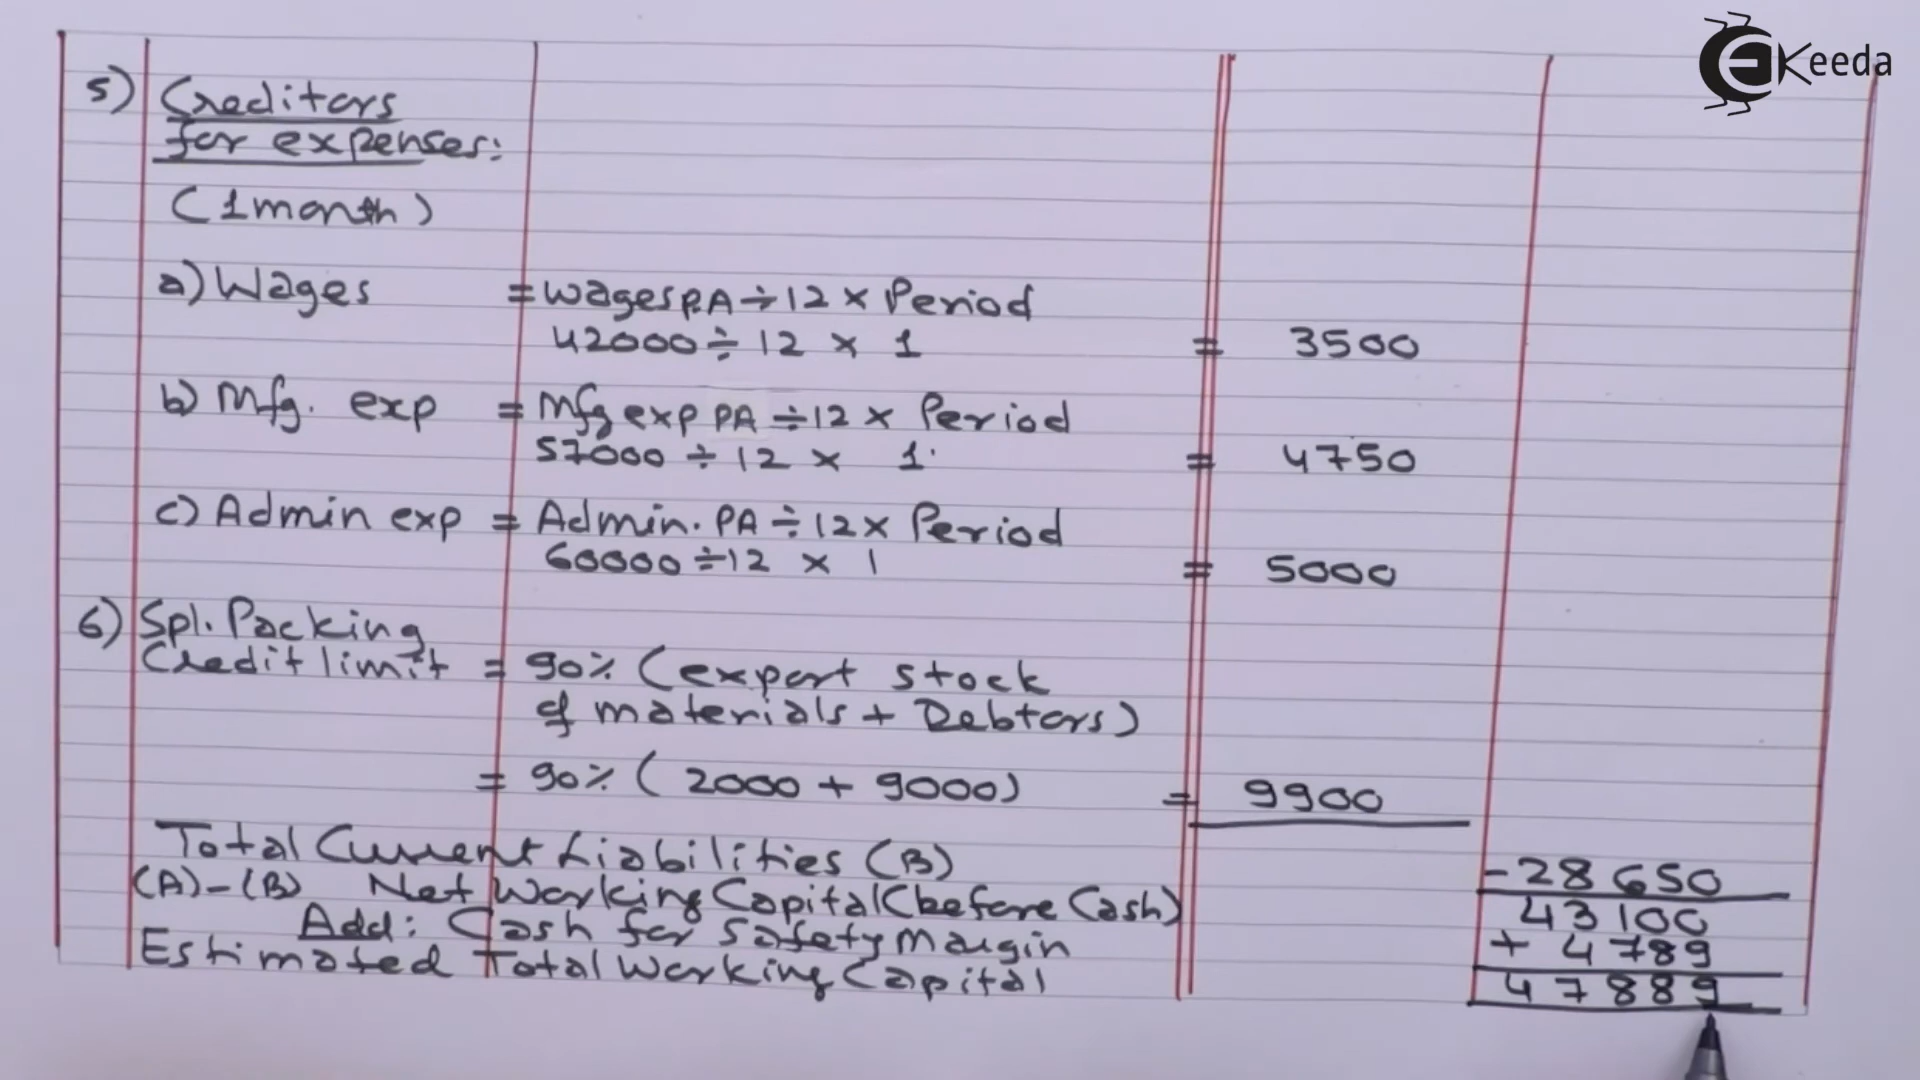 Keeda
5) Creditors
for expenses:
(1 month)
a) Wages = Wages P.A ÷ 12 × Period
42000 ÷ 12 × 1 = 3500
b) Mfg. exp = Mfg exp PA ÷ 12 × Period
57000 ÷ 12 × 1 = 4750
c) Admin exp = Admin. PA ÷ 12 × Period
60000 ÷ 12 × 1 = 5000
6) Spl. Packing
Credit limit = 90% (export stock
of materials + Debtors)
= 90% (2000 + 9000) = 9900
Total Current Liabilities (B) - 28650
(A) - (B) Net Working Capital (before Cash) 43100
Add: Cash for Safety Margin + 4789
Estimated Total Working Capital 47889